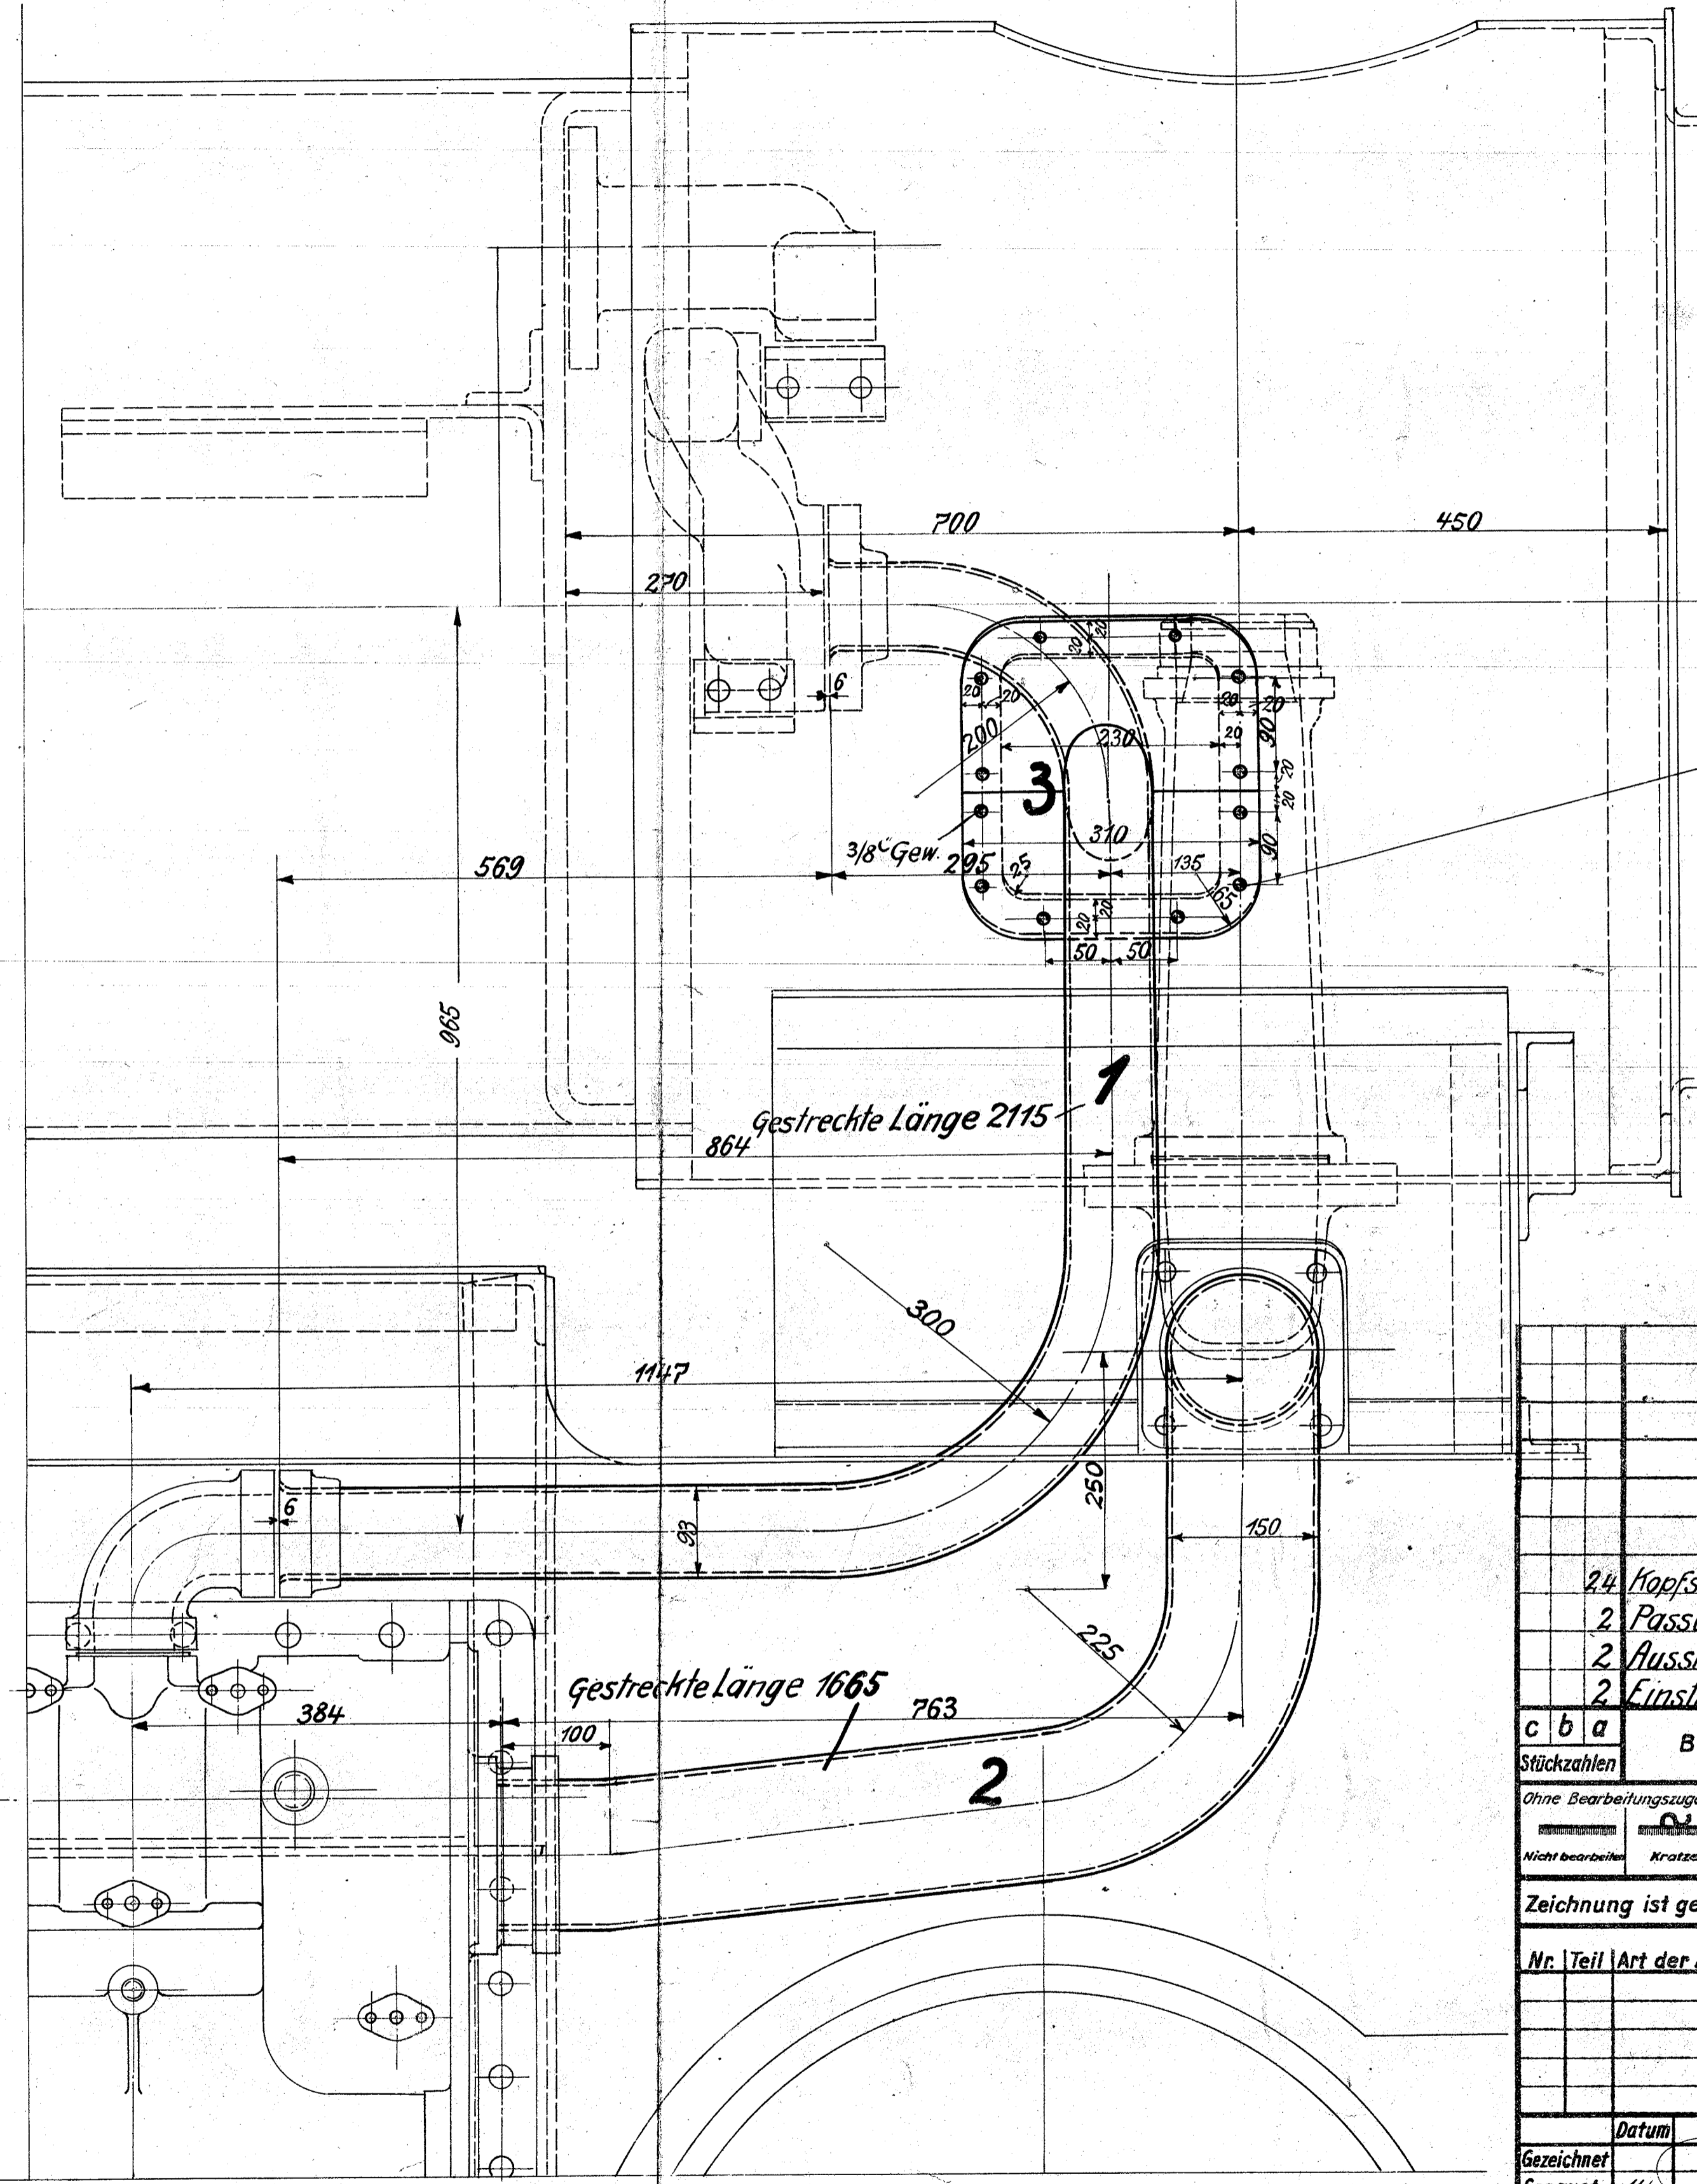 700
450
270
20
20
6
20
20
20
20
200
230
20
90
20
3
20
310
3/8" Gew.
295
25
135
90
569
65
20
20
50
50
965
1
Gestreckte Länge 2115
864
300
1147
250
6
93
150
225
Gestreckte Länge 1665
384
763
100
2
24 Kopfs
2 Pass
2 Auss
2 Einst
c b a
B
Stückzahlen
Ohne Bearbeitungszug
Nicht bearbeiten Kratze
Zeichnung ist ge
Nr. Teil Art der
Datum
Gezeichnet